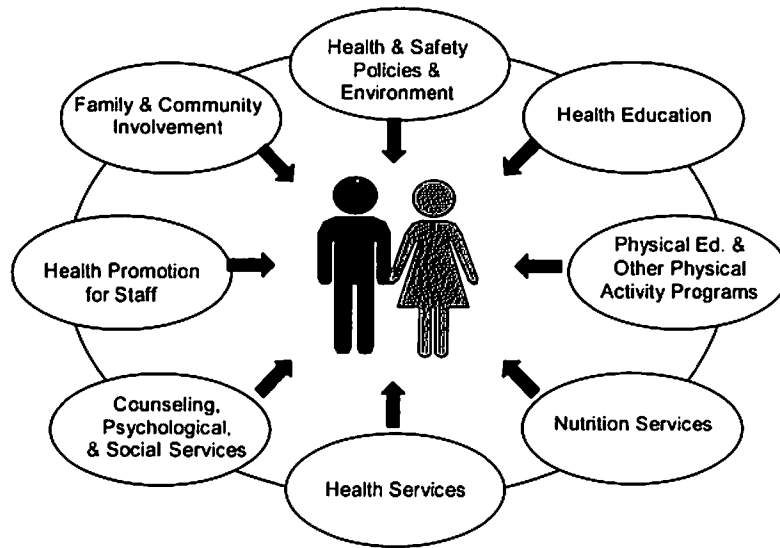 Health & Safety
Policies &
Environment
Health Education
Physical Ed. &
Other Physical
Activity Programs
Nutrition Services
Health Services
Counseling,
Psychological,
& Social Services
Health Promotion
for Staff
Family & Community
Involvement